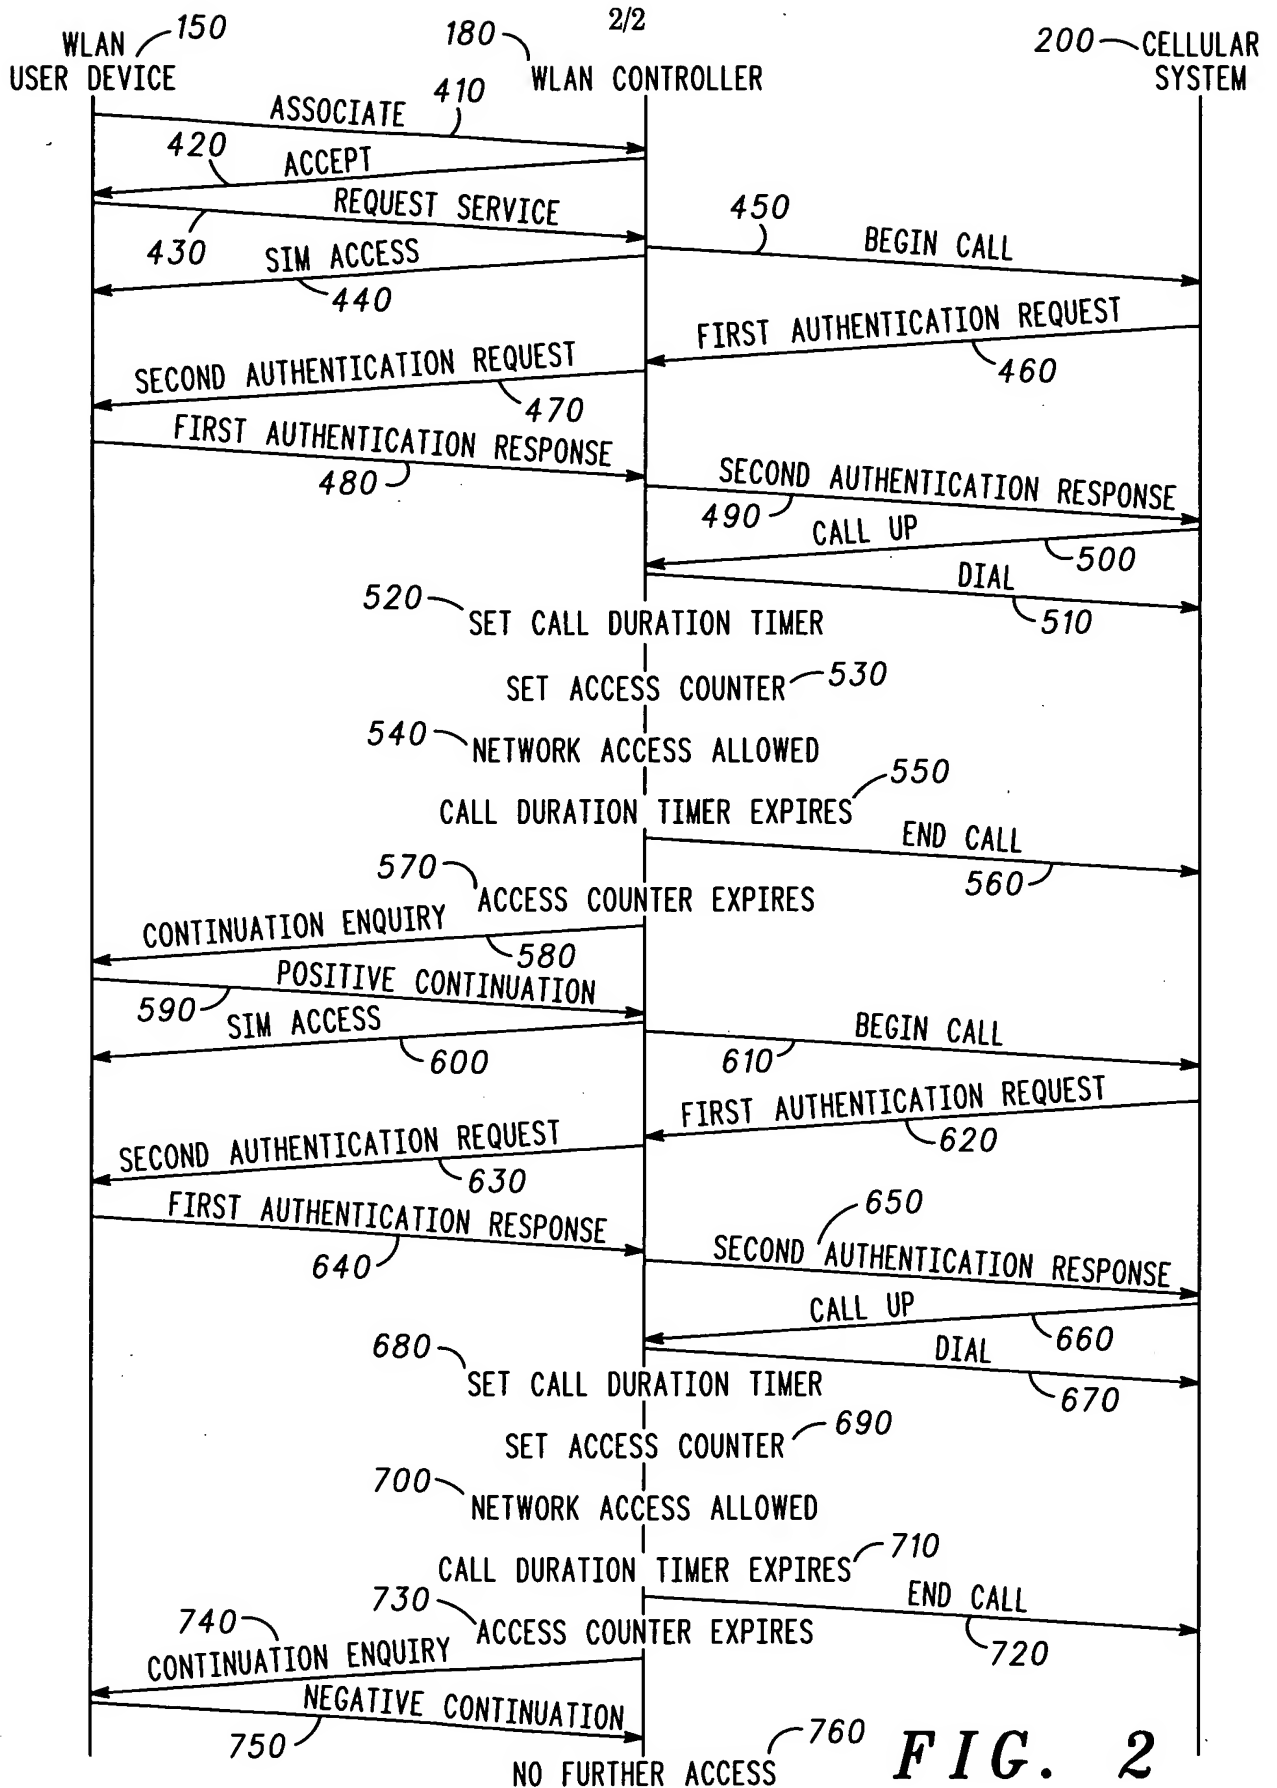 2/2
WLAN 150
USER DEVICE
180 WLAN CONTROLLER
200 CELLULAR
SYSTEM
ASSOCIATE 410
420 ACCEPT
REQUEST SERVICE
430
SIM ACCESS
440
450 BEGIN CALL
FIRST AUTHENTICATION REQUEST
460
SECOND AUTHENTICATION REQUEST
470
FIRST AUTHENTICATION RESPONSE
480
SECOND AUTHENTICATION RESPONSE
490
CALL UP
500
DIAL
510
520
SET CALL DURATION TIMER
SET ACCESS COUNTER 530
540
NETWORK ACCESS ALLOWED
550
CALL DURATION TIMER EXPIRES
END CALL
560
570
ACCESS COUNTER EXPIRES
CONTINUATION ENQUIRY
580
POSITIVE CONTINUATION
590
SIM ACCESS
600
BEGIN CALL
610
FIRST AUTHENTICATION REQUEST
620
SECOND AUTHENTICATION REQUEST
630
FIRST AUTHENTICATION RESPONSE
640
650
SECOND AUTHENTICATION RESPONSE
CALL UP
660
DIAL
670
680
SET CALL DURATION TIMER
SET ACCESS COUNTER 690
700
NETWORK ACCESS ALLOWED
710
CALL DURATION TIMER EXPIRES
END CALL
720
730
ACCESS COUNTER EXPIRES
740
CONTINUATION ENQUIRY
NEGATIVE CONTINUATION
750
760
NO FURTHER ACCESS
FIG. 2